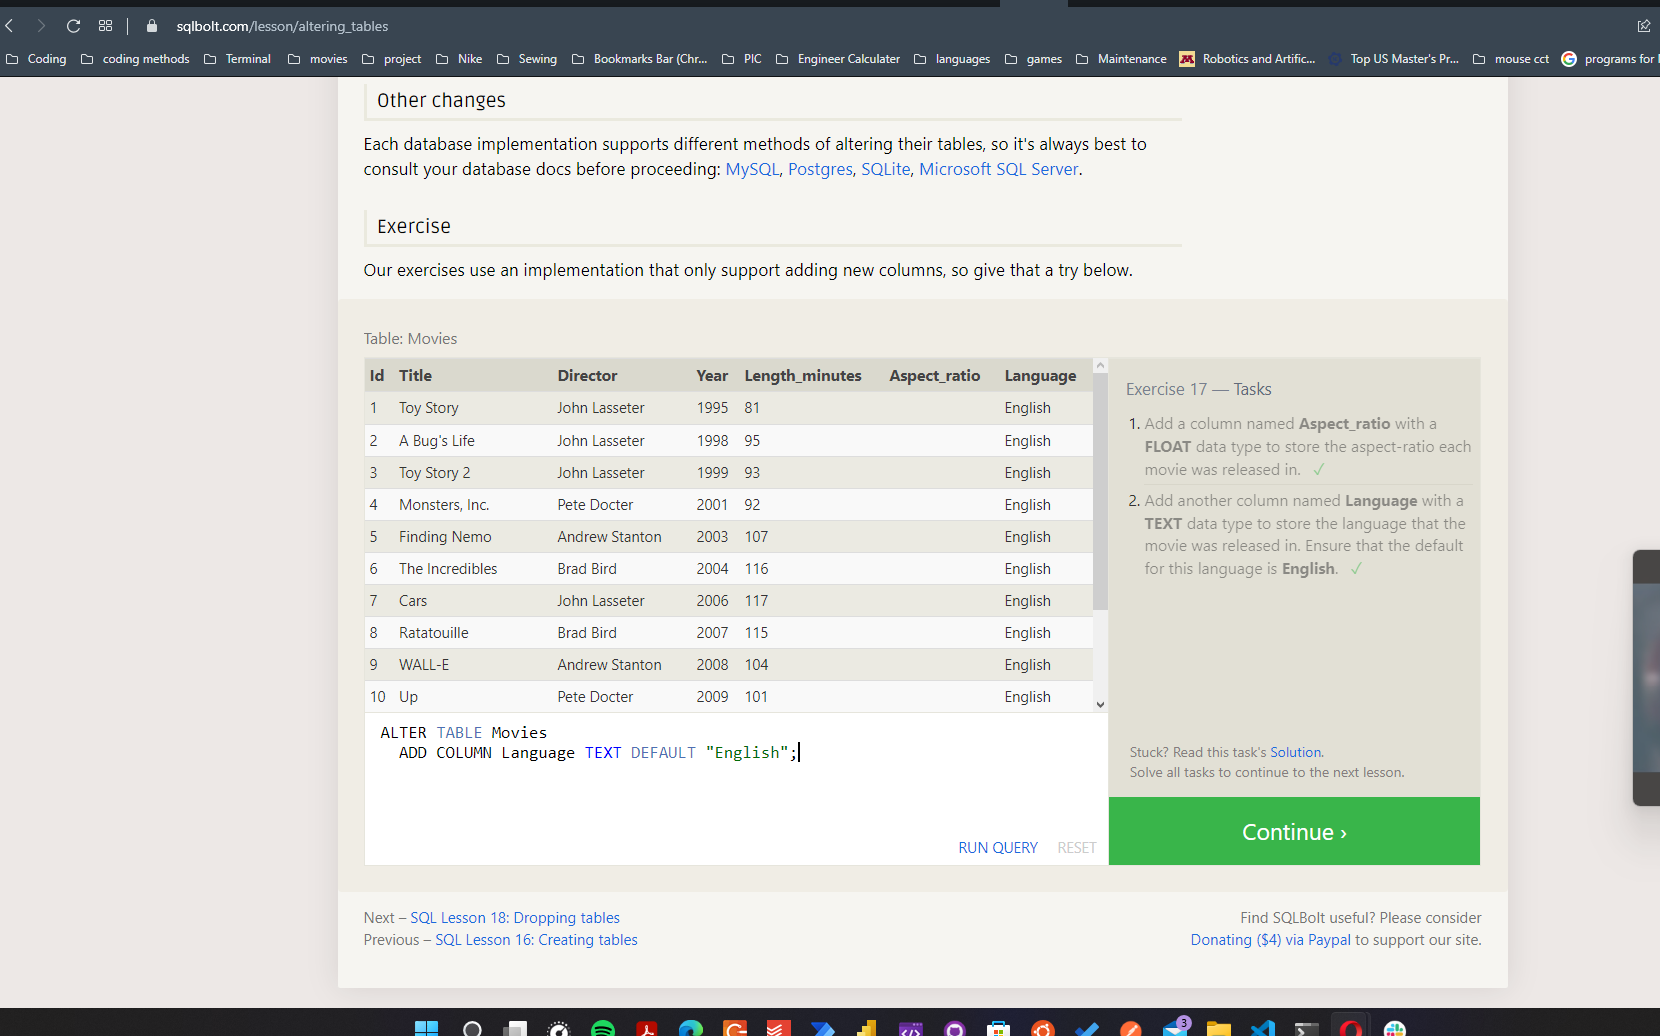 sqlbolt.com/lesson/altering_tables
Coding coding methods Terminal movies project Nike Sewing Bookmarks Bar (Chr... PIC Engineer Calculater languages games Maintenance Robotics and Artific... Top US Master's Pr... mouse cct programs for
Other changes
Each database implementation supports different methods of altering their tables, so it's always best to
consult your database docs before proceeding: MySQL, Postgres, SQLite, Microsoft SQL Server.
Exercise
Our exercises use an implementation that only support adding new columns, so give that a try below.
Table: Movies
Id Title Director Year Length_minutes Aspect_ratio Language
1 Toy Story John Lasseter 1995 81 English
2 A Bug's Life John Lasseter 1998 95 English
3 Toy Story 2 John Lasseter 1999 93 English
4 Monsters, Inc. Pete Docter 2001 92 English
5 Finding Nemo Andrew Stanton 2003 107 English
6 The Incredibles Brad Bird 2004 116 English
7 Cars John Lasseter 2006 117 English
8 Ratatouille Brad Bird 2007 115 English
9 WALL-E Andrew Stanton 2008 104 English
10 Up Pete Docter 2009 101 English
ALTER TABLE Movies
ADD COLUMN Language TEXT DEFAULT "English";
RUN QUERY RESET
Exercise 17 — Tasks
1. Add a column named Aspect_ratio with a
FLOAT data type to store the aspect-ratio each
movie was released in. ✓
2. Add another column named Language with a
TEXT data type to store the language that the
movie was released in. Ensure that the default
for this language is English. ✓
Stuck? Read this task's Solution.
Solve all tasks to continue to the next lesson.
Continue ›
Next – SQL Lesson 18: Dropping tables
Previous – SQL Lesson 16: Creating tables
Find SQLBolt useful? Please consider
Donating ($4) via Paypal to support our site.
3